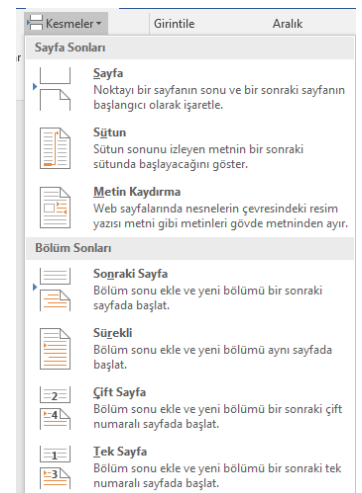 Kesmeler
Girintile
Aralık
Sayfa Sonları
Sayfa
Noktayı bir sayfanın sonu ve bir sonraki sayfanın
başlangıcı olarak işaretle.
Sütun
Sütun sonunu izleyen metnin bir sonraki
sütunda başlayacağını göster.
Metin Kaydırma
Web sayfalarında nesnelerin çevresindeki resim
yazısı metni gibi metinleri gövde metninden ayır.
Bölüm Sonları
Sonraki Sayfa
Bölüm sonu ekle ve yeni bölümü bir sonraki
sayfada başlat.
Sürekli
Bölüm sonu ekle ve yeni bölümü aynı sayfada
başlat.
2
4
Çift Sayfa
Bölüm sonu ekle ve yeni bölümü bir sonraki çift
numaralı sayfada başlat.
1
3
Tek Sayfa
Bölüm sonu ekle ve yeni bölümü bir sonraki tek
numaralı sayfada başlat.